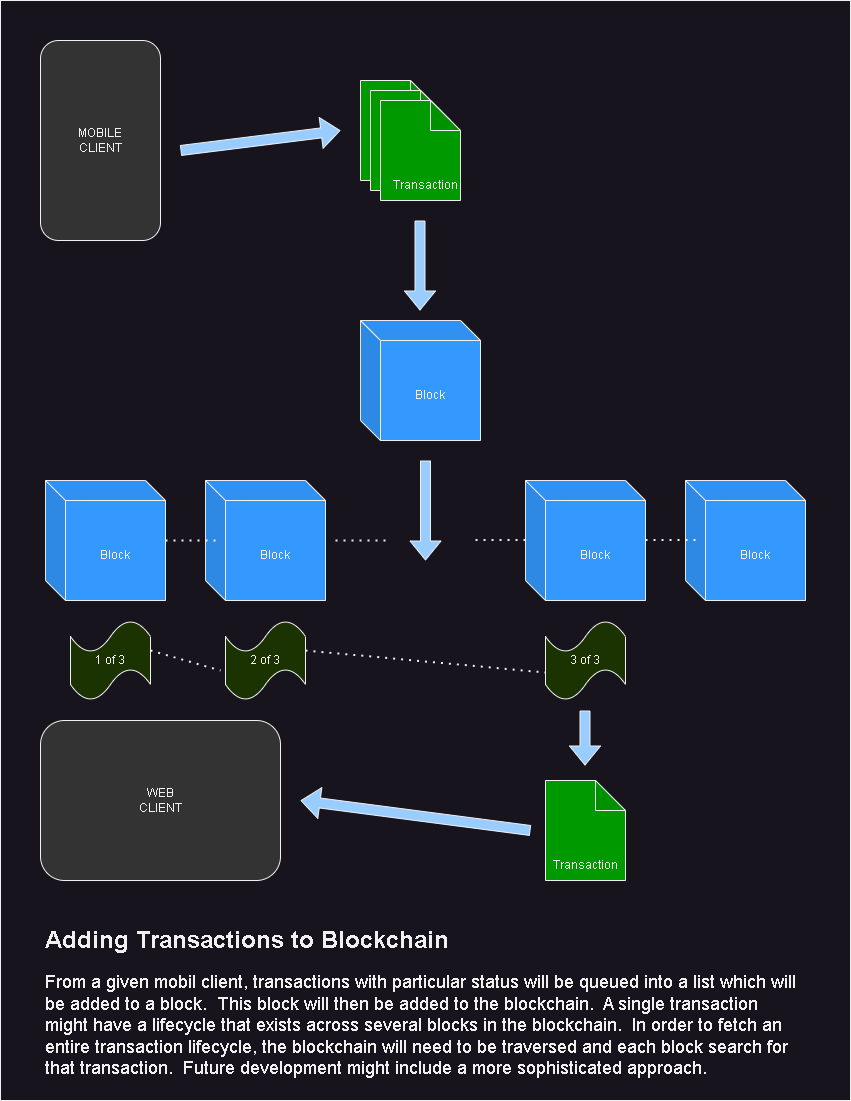 MOBILE
CLIENT
Transaction
Block
Block
Block
Block
Block
1 of 3
2 of 3
3 of 3
WEB
CLIENT
Transaction
Adding Transactions to Blockchain
From a given mobil client, transactions with particular status will be queued into a list which will
be added to a block.  This block will then be added to the blockchain.  A single transaction
might have a lifecycle that exists across several blocks in the blockchain.  In order to fetch an
entire transaction lifecycle, the blockchain will need to be traversed and each block search for
that transaction.  Future development might include a more sophisticated approach.